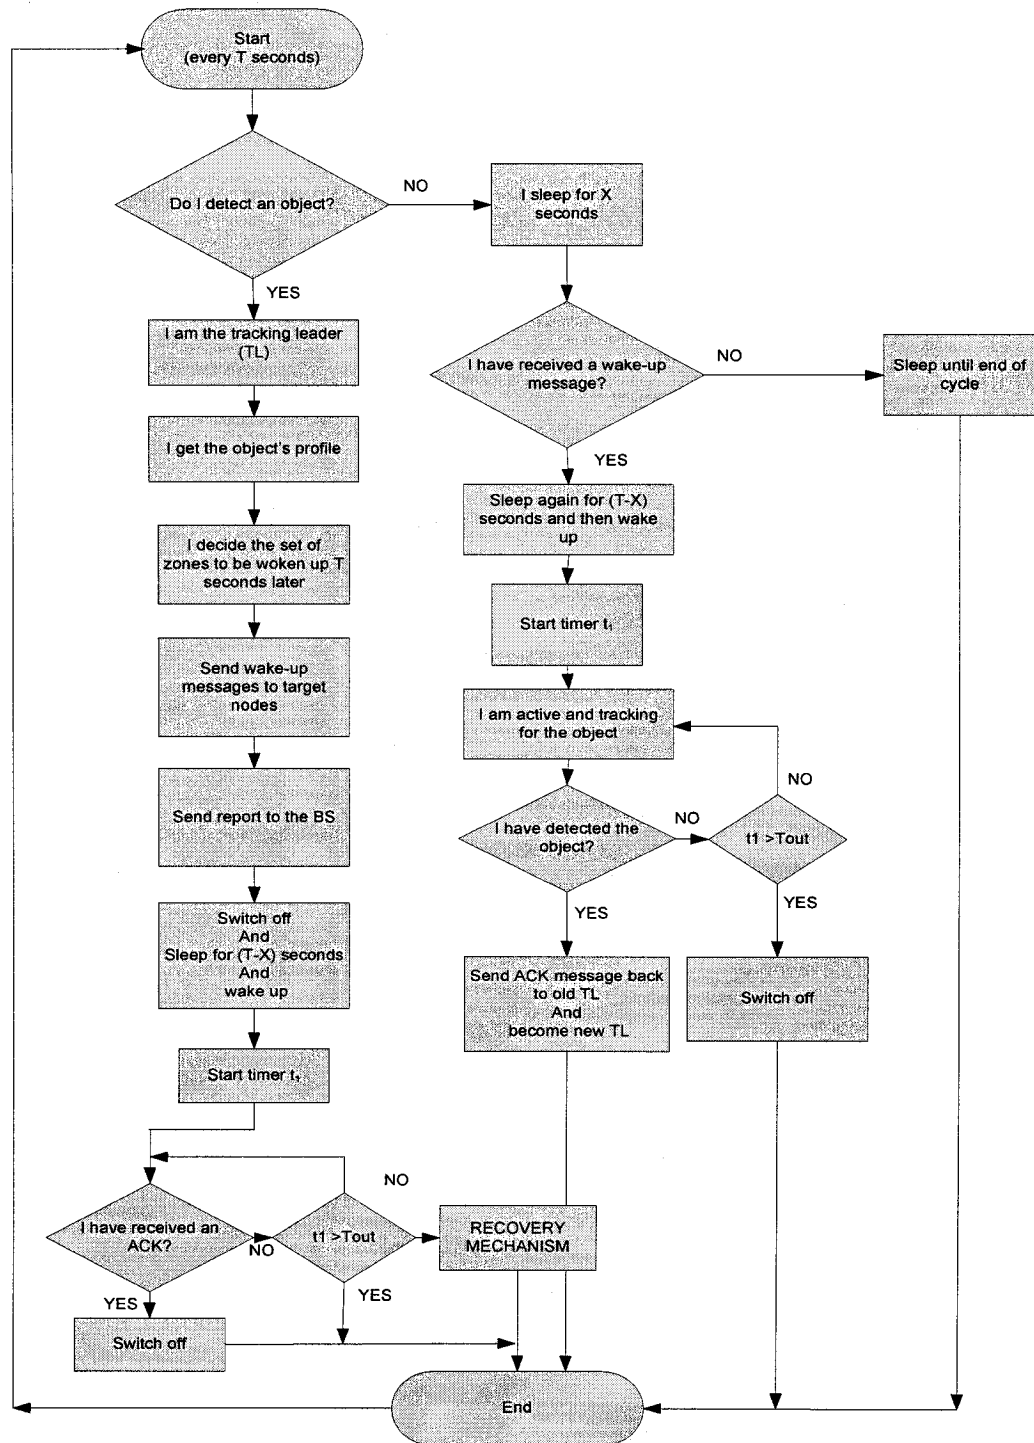 Start
(every T seconds)
Do I detect an object?
NO
I sleep for X
seconds
YES
I am the tracking leader
(TL)
I have received a wake-up
message?
NO
Sleep until end of
cycle
I get the object's profile
YES
Sleep again for (T-X)
seconds and then wake
up
I decide the set of
zones to be woken up T
seconds later
Start timer t₁
Send wake-up
messages to target
nodes
I am active and tracking
for the object
NO
Send report to the BS
I have detected the
object?
NO
t1 >Tout
YES
YES
Switch off
And
Sleep for (T-X) seconds
And
wake up
Send ACK message back
to old TL
And
become new TL
Switch off
Start timer t₁
NO
I have received an
ACK?
NO
t1 >Tout
RECOVERY
MECHANISM
YES
YES
Switch off
End